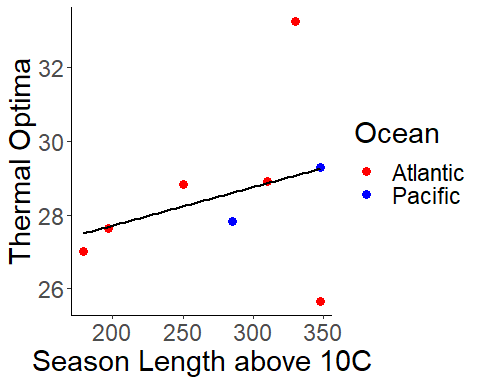 Thermal Optima
32
30
28
26
200 250 300 350
Season Length above 10C
Ocean
Atlantic
Pacific